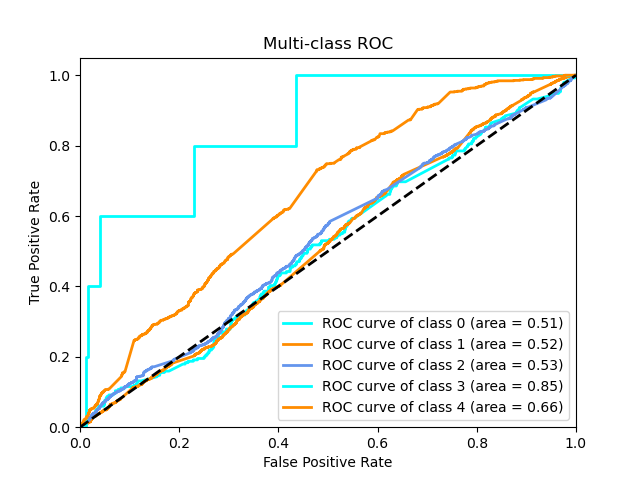 Multi-class ROC
True Positive Rate
1.0
0.8
0.6
0.4
0.2
0.0
ROC curve of class 0 (area = 0.51)
ROC curve of class 1 (area = 0.52)
ROC curve of class 2 (area = 0.53)
ROC curve of class 3 (area = 0.85)
ROC curve of class 4 (area = 0.66)
0.0 0.2 0.4 0.6 0.8 1.0
False Positive Rate